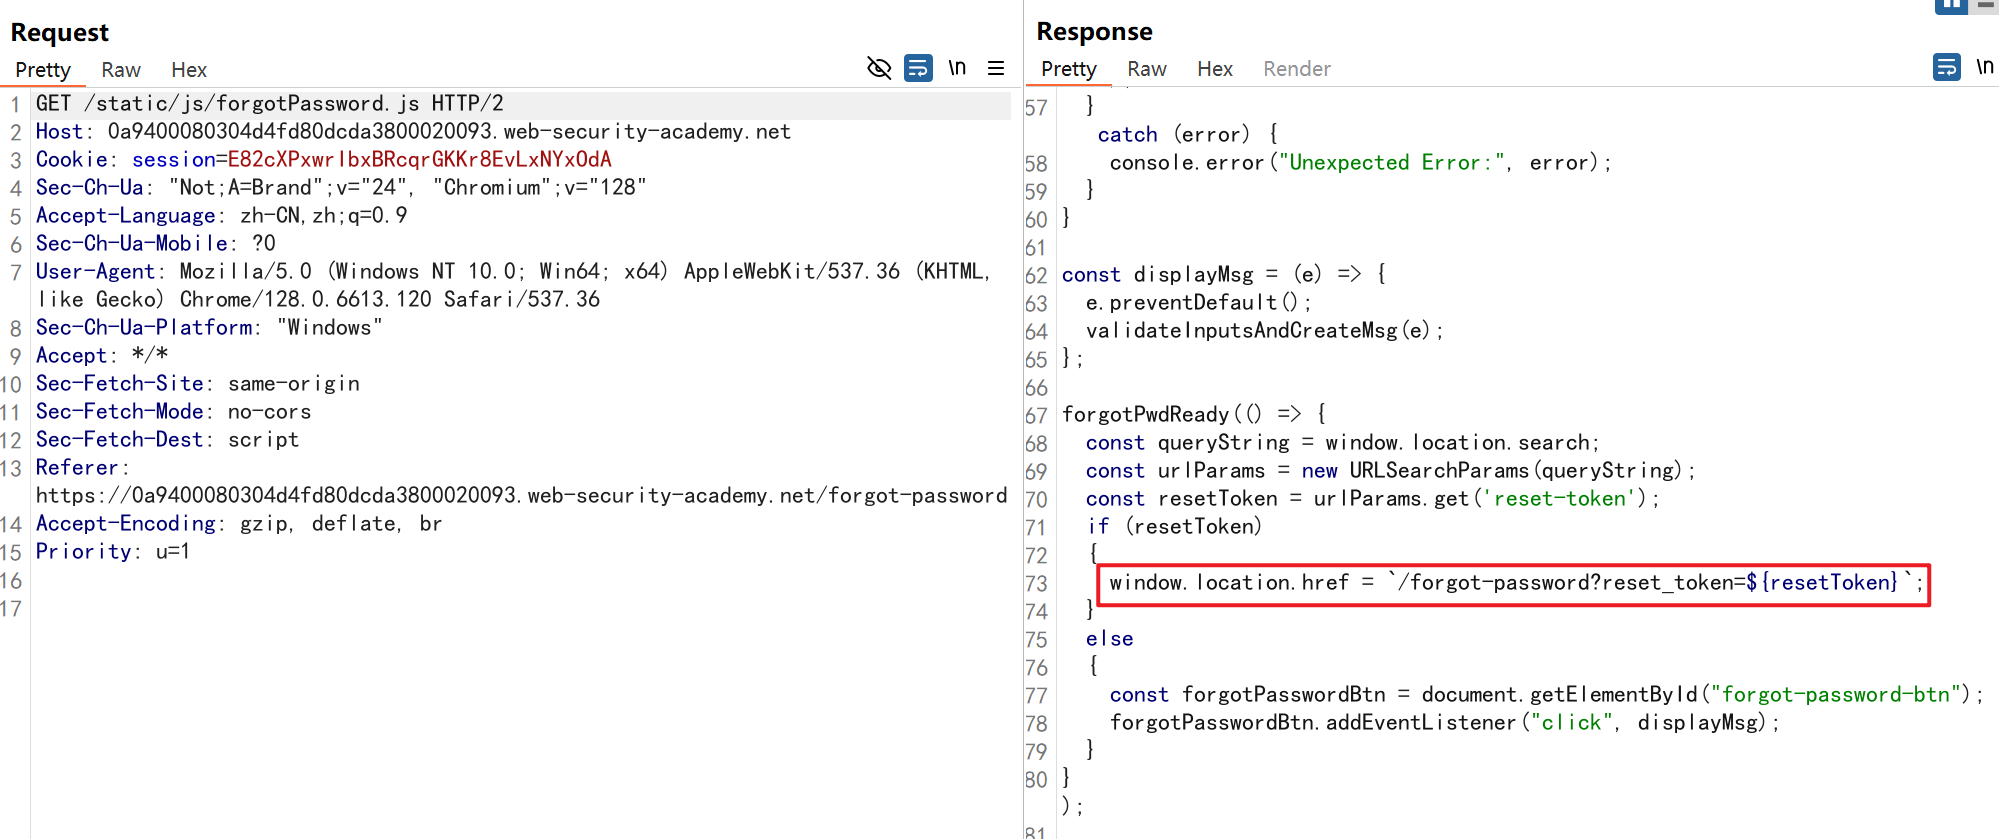 Request
Pretty Raw Hex
\n
1 GET /static/js/forgotPassword.js HTTP/2
2 Host: 0a9400080304d4fd80dcda3800020093.web-security-academy.net
3 Cookie: session=E82cXPxwrIbxBRcqrGKKr8EvLxNYxOdA
4 Sec-Ch-Ua: "Not;A=Brand";v="24", "Chromium";v="128"
5 Accept-Language: zh-CN,zh;q=0.9
6 Sec-Ch-Ua-Mobile: ?0
7 User-Agent: Mozilla/5.0 (Windows NT 10.0; Win64; x64) AppleWebKit/537.36 (KHTML,
like Gecko) Chrome/128.0.6613.120 Safari/537.36
8 Sec-Ch-Ua-Platform: "Windows"
9 Accept: */*
10 Sec-Fetch-Site: same-origin
11 Sec-Fetch-Mode: no-cors
12 Sec-Fetch-Dest: script
13 Referer:
https://0a9400080304d4fd80dcda3800020093.web-security-academy.net/forgot-password
14 Accept-Encoding: gzip, deflate, br
15 Priority: u=1
16
17
Response
Pretty Raw Hex Render
\n
57 }
catch (error) {
58 console.error("Unexpected Error:", error);
59 }
60 }
61
62 const displayMsg = (e) => {
63 e.preventDefault();
64 validateInputsAndCreateMsg(e);
65 };
66
67 forgotPwdReady(() => {
68 const queryString = window.location.search;
69 const urlParams = new URLSearchParams(queryString);
70 const resetToken = urlParams.get('reset-token');
71 if (resetToken)
72 {
73 window.location.href = `/forgot-password?reset_token=${resetToken}`;
74 }
75 else
76 {
77 const forgotPasswordBtn = document.getElementById("forgot-password-btn");
78 forgotPasswordBtn.addEventListener("click", displayMsg);
79 }
80 }
);
81